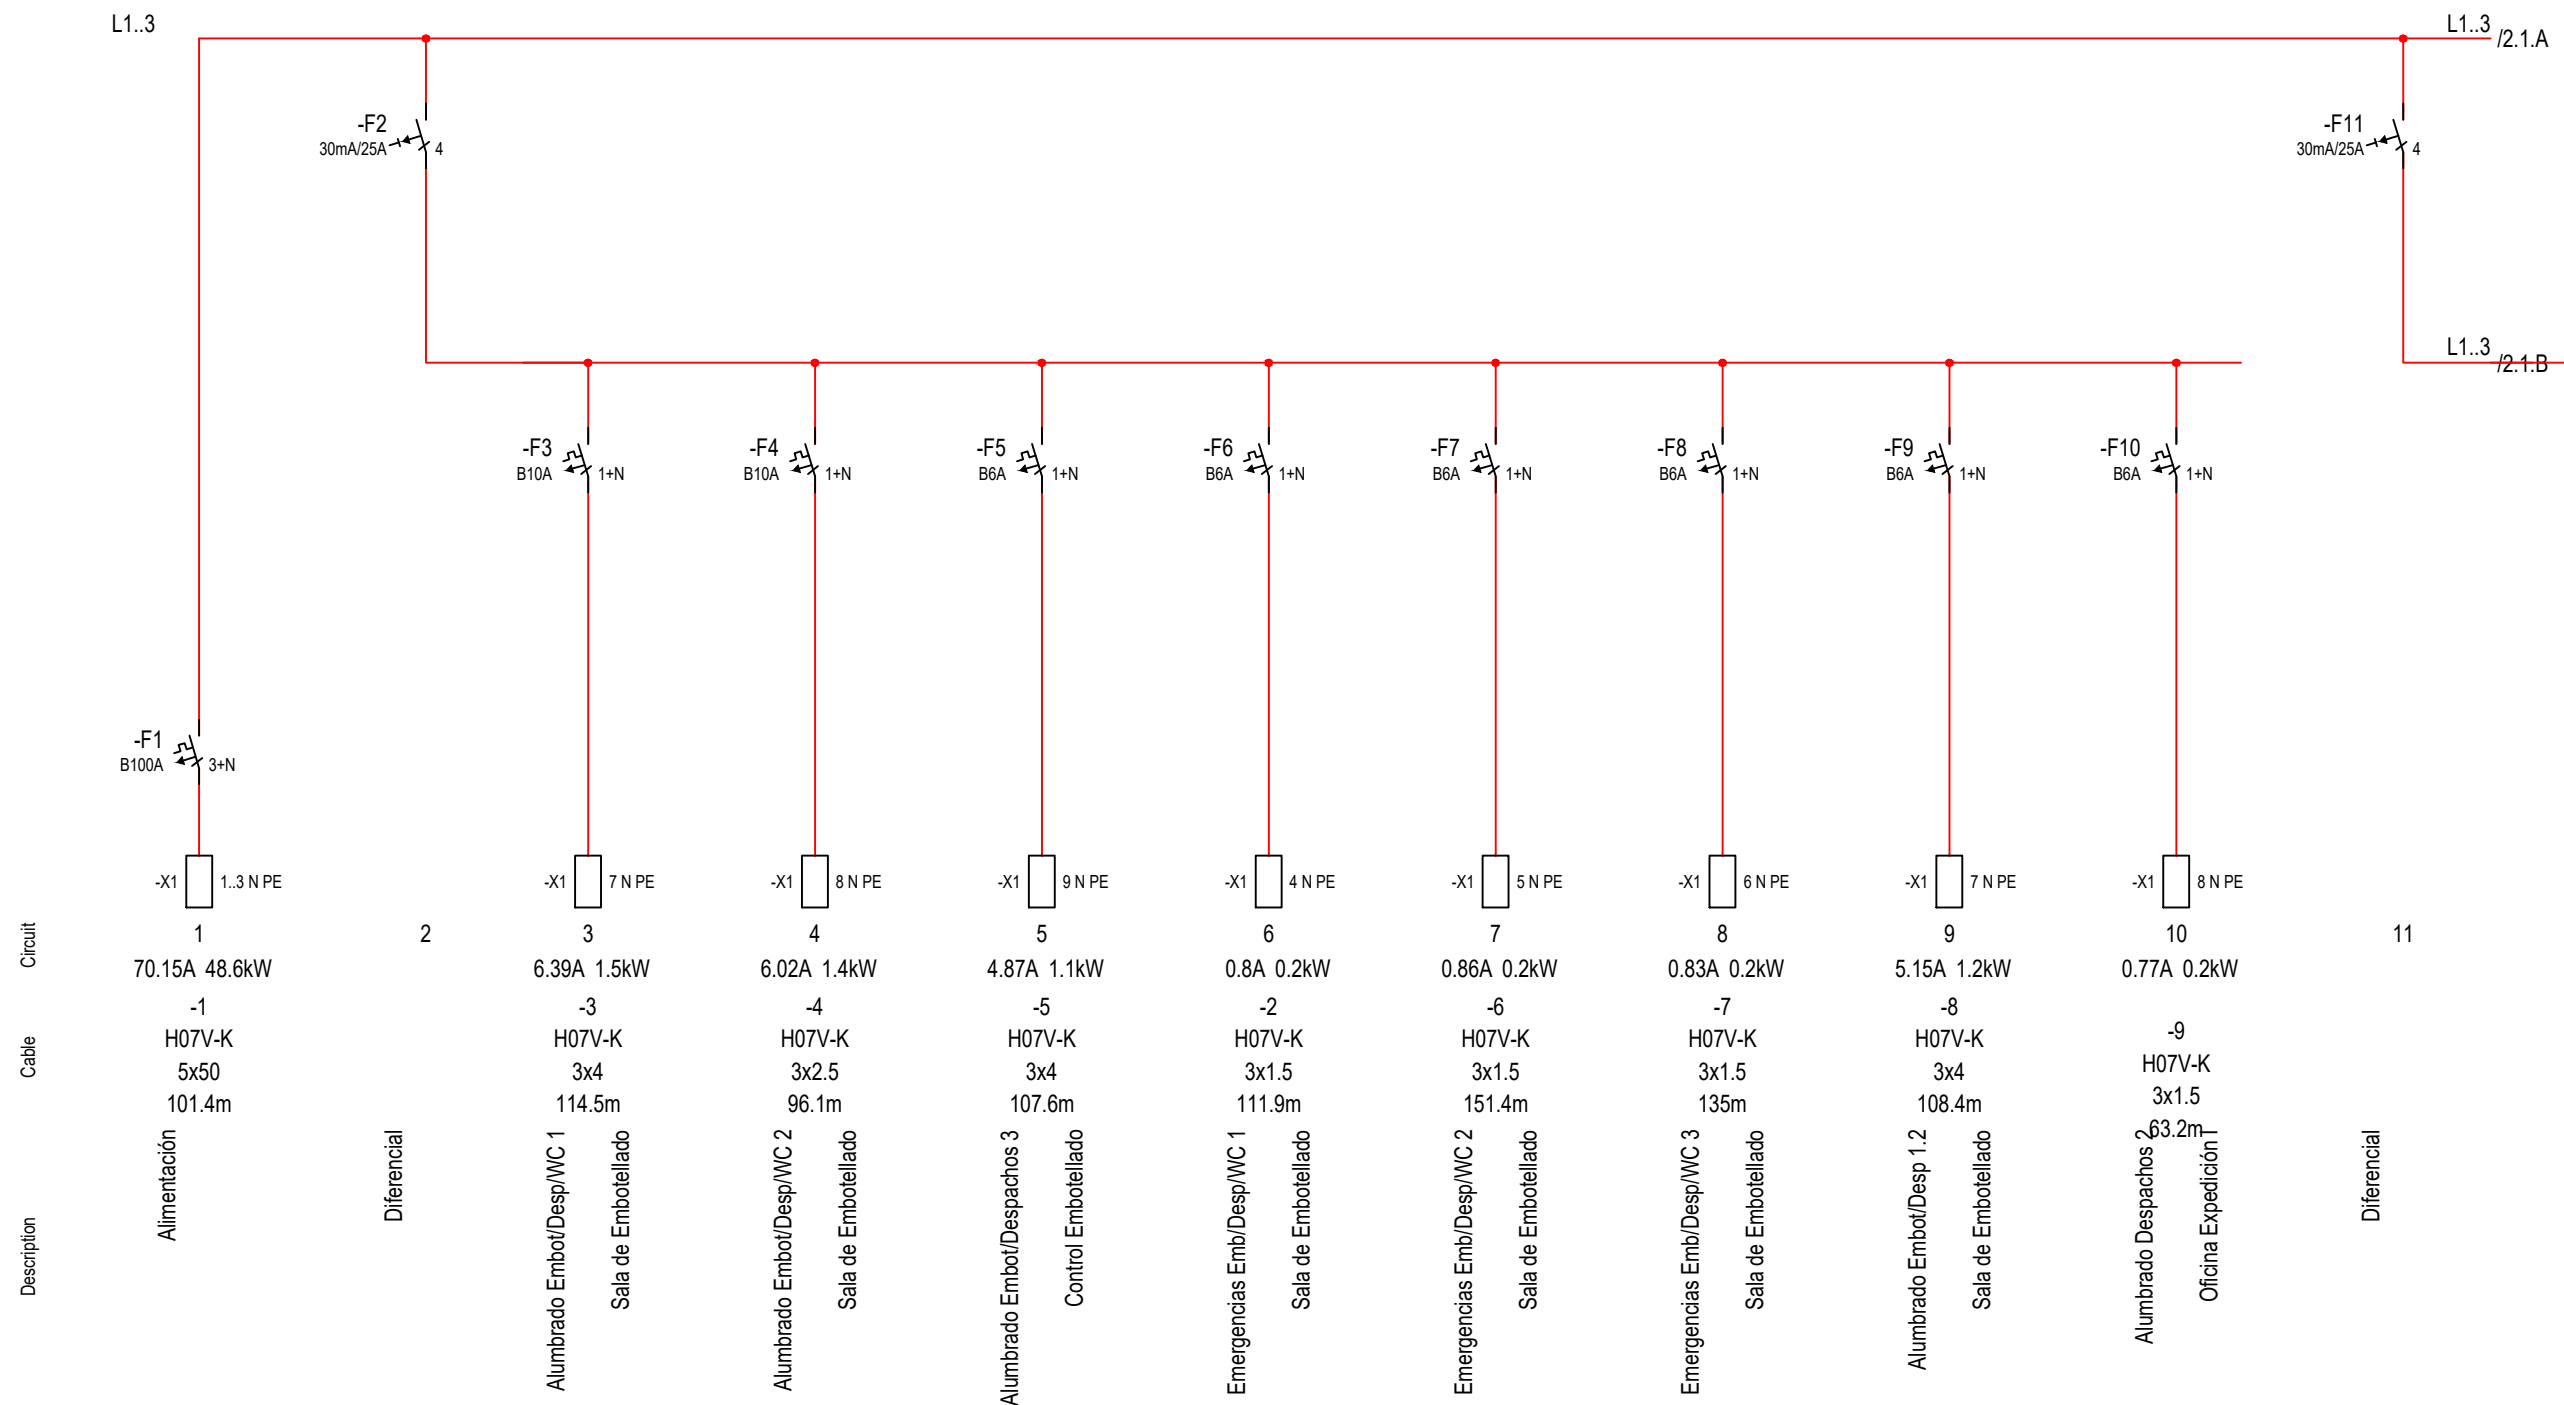 L1..3
L1..3
/2.1.A
-F2
30mA/25A
4
-F11
30mA/25A
4
L1..3
/2.1.B
-F3
B10A
1+N
-F4
B10A
1+N
-F5
B6A
1+N
-F6
B6A
1+N
-F7
B6A
1+N
-F8
B6A
1+N
-F9
B6A
1+N
-F10
B6A
1+N
-F1
B100A
3+N
-X1
1..3 N PE
-X1
7 N PE
-X1
8 N PE
-X1
9 N PE
-X1
4 N PE
-X1
5 N PE
-X1
6 N PE
-X1
7 N PE
-X1
8 N PE
Circuit
1
2
3
4
5
6
7
8
9
10
11
70.15A 48.6kW
6.39A 1.5kW
6.02A 1.4kW
4.87A 1.1kW
0.8A 0.2kW
0.86A 0.2kW
0.83A 0.2kW
5.15A 1.2kW
0.77A 0.2kW
Cable
-1
H07V-K
5x50
101.4m
-3
H07V-K
3x4
114.5m
-4
H07V-K
3x2.5
96.1m
-5
H07V-K
3x4
107.6m
-2
H07V-K
3x1.5
111.9m
-6
H07V-K
3x1.5
151.4m
-7
H07V-K
3x1.5
135m
-8
H07V-K
3x4
108.4m
-9
H07V-K
3x1.5
63.2m
Description
Alimentación
Diferencial
Alumbrado Embot/Desp/WC 1
Sala de Embotellado
Alumbrado Embot/Desp/WC 2
Sala de Embotellado
Alumbrado Embot/Despachos 3
Control Embotellado
Emergencias Emb/Desp/WC 1
Sala de Embotellado
Emergencias Emb/Desp/WC 2
Sala de Embotellado
Emergencias Emb/Desp/WC 3
Sala de Embotellado
Alumbrado Embot/Desp 1.2
Sala de Embotellado
Alumbrado Despachos 2
Oficina Expedición1
Diferencial